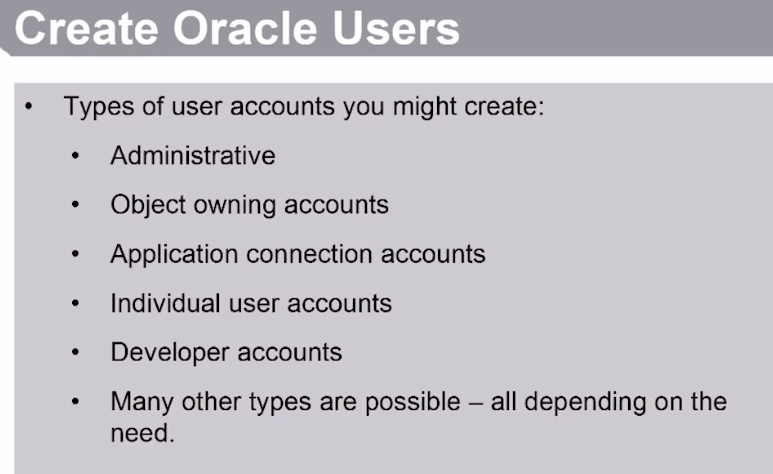 Create Oracle Users
• Types of user accounts you might create:
• Administrative
• Object owning accounts
• Application connection accounts
• Individual user accounts
• Developer accounts
• Many other types are possible – all depending on the
need.